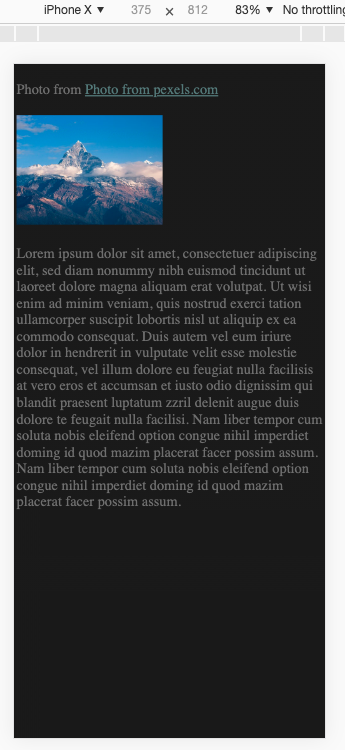 iPhone X ▼ 375 × 812 83% ▼ No throttling
Photo from Photo from pexels.com
Lorem ipsum dolor sit amet, consectetuer adipiscing
elit, sed diam nonummy nibh euismod tincidunt ut
laoreet dolore magna aliquam erat volutpat. Ut wisi
enim ad minim veniam, quis nostrud exerci tation
ullamcorper suscipit lobortis nisl ut aliquip ex ea
commodo consequat. Duis autem vel eum iriure
dolor in hendrerit in vulputate velit esse molestie
consequat, vel illum dolore eu feugiat nulla facilisis
at vero eros et accumsan et iusto odio dignissim qui
blandit praesent luptatum zzril delenit augue duis
dolore te feugait nulla facilisi. Nam liber tempor cum
soluta nobis eleifend option congue nihil imperdiet
doming id quod mazim placerat facer possim assum.
Nam liber tempor cum soluta nobis eleifend option
congue nihil imperdiet doming id quod mazim
placerat facer possim assum.